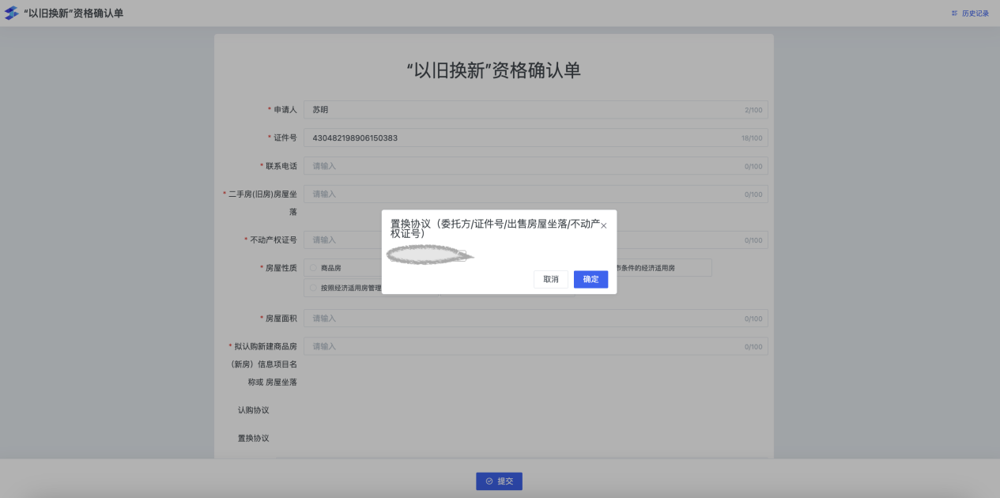 “以旧换新”资格确认单
历史记录
“以旧换新”资格确认单
* 申请人 苏明 2/100
* 证件号 430482198906150383 18/100
* 联系电话 请输入 0/100
* 二手房(旧房)房屋坐
落
请输入 0/100
置换协议（委托方/证件号/出售房屋坐落/不动产
权证号）
取消 确定
* 不动产权证号 请输入 0/100
* 房屋性质 商品房 市条件的经济适用房
按照经济适用房管理
* 房屋面积 请输入 0/100
* 拟认购新建商品房
（新房）信息项目名
称或 房屋坐落
请输入 0/100
认购协议
置换协议
提交